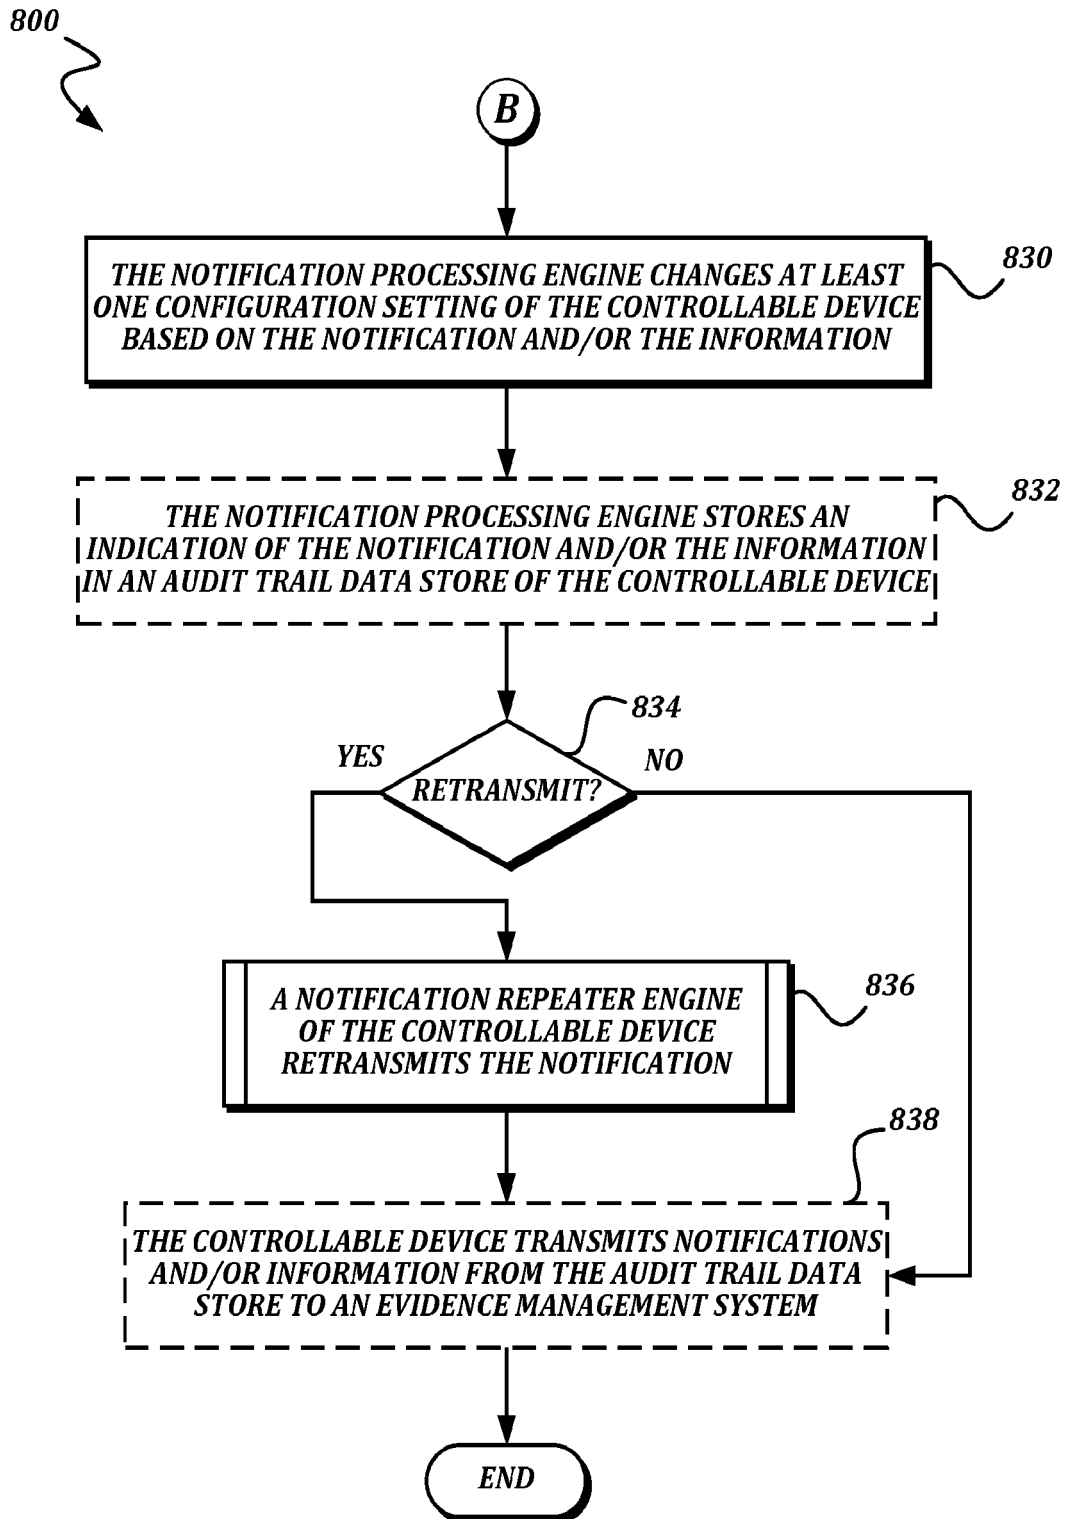 800
B
THE NOTIFICATION PROCESSING ENGINE CHANGES AT LEAST
ONE CONFIGURATION SETTING OF THE CONTROLLABLE DEVICE
BASED ON THE NOTIFICATION AND/OR THE INFORMATION
830
THE NOTIFICATION PROCESSING ENGINE STORES AN
INDICATION OF THE NOTIFICATION AND/OR THE INFORMATION
IN AN AUDIT TRAIL DATA STORE OF THE CONTROLLABLE DEVICE
832
834
YES
NO
RETRANSMIT?
A NOTIFICATION REPEATER ENGINE
OF THE CONTROLLABLE DEVICE
RETRANSMITS THE NOTIFICATION
836
838
THE CONTROLLABLE DEVICE TRANSMITS NOTIFICATIONS
AND/OR INFORMATION FROM THE AUDIT TRAIL DATA
STORE TO AN EVIDENCE MANAGEMENT SYSTEM
END